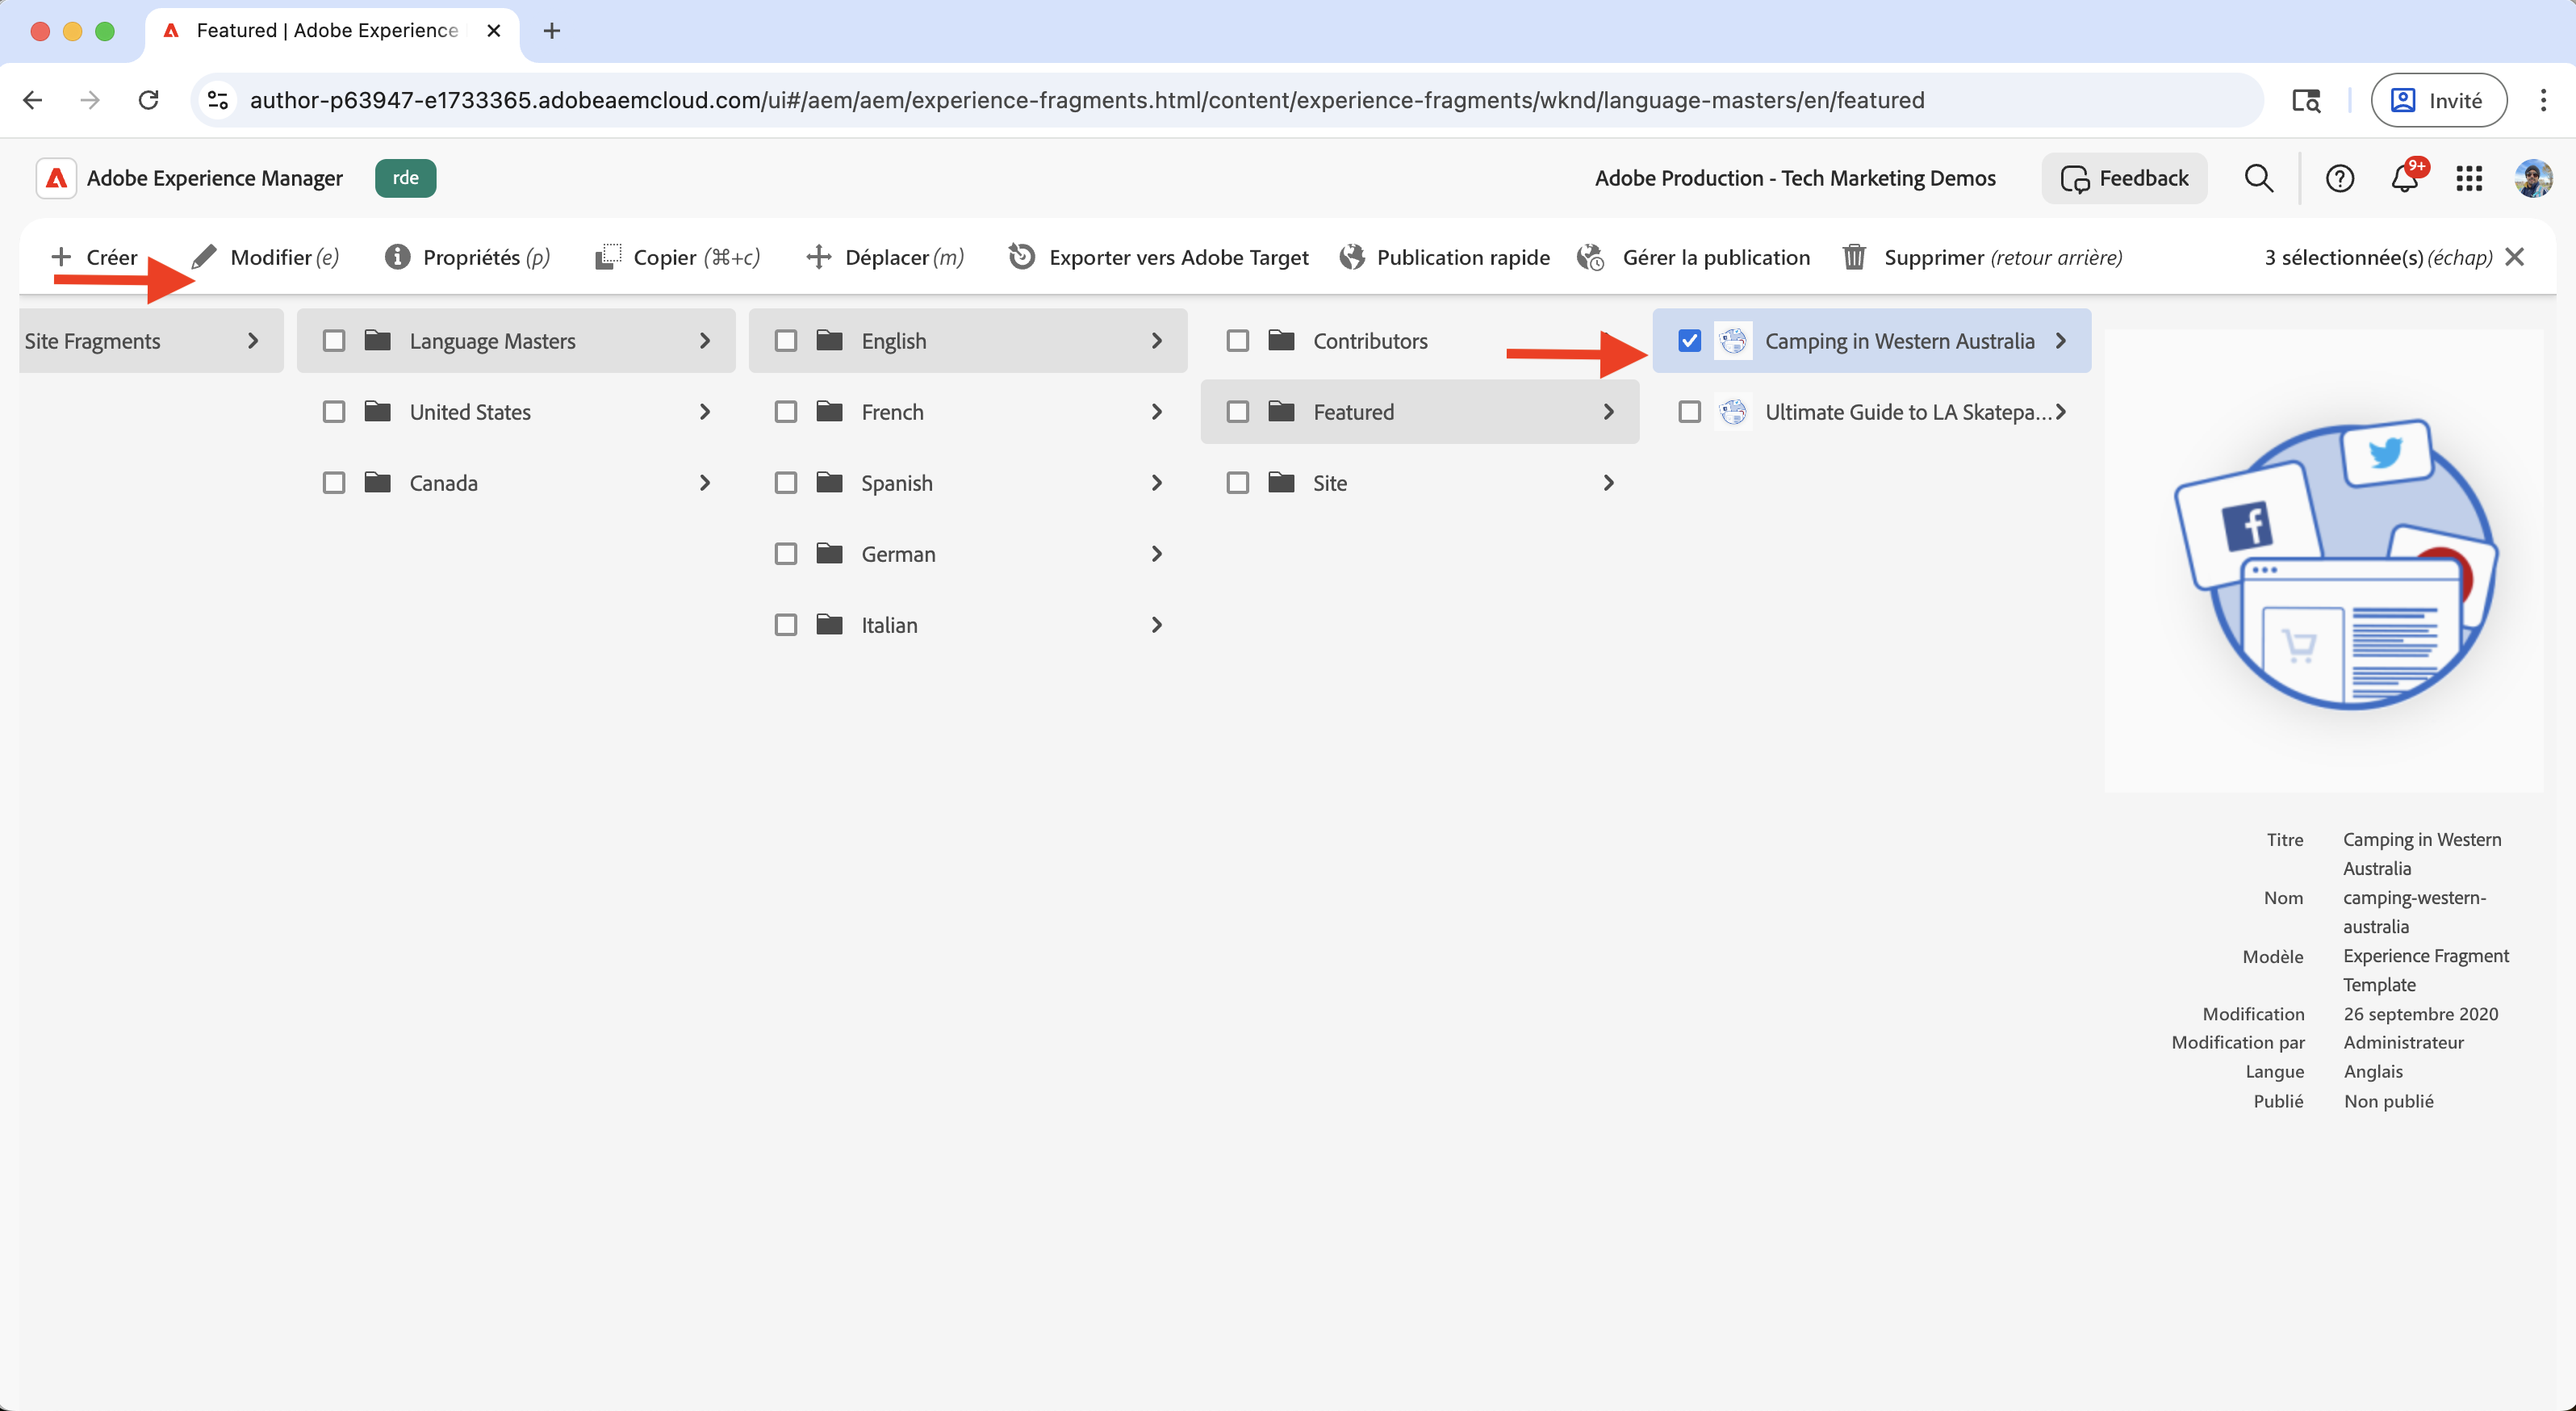 Featured | Adobe Experience
author-p63947-e1733365.adobeaemcloud.com/ui#/aem/aem/experience-fragments.html/content/experience-fragments/wknd/language-masters/en/featured
Invité
Adobe Experience Manager
rde
Adobe Production - Tech Marketing Demos
Feedback
9+
Créer
Modifier (e)
Propriétés (p)
Copier (⌘+c)
Déplacer (m)
Exporter vers Adobe Target
Publication rapide
Gérer la publication
Supprimer (retour arrière)
3 sélectionnée(s) (échap)
Site Fragments
Language Masters
United States
Canada
English
French
Spanish
German
Italian
Contributors
Featured
Site
Camping in Western Australia
Ultimate Guide to LA Skatepa...
Titre
Camping in Western
Australia
Nom
camping-western-
australia
Modèle
Experience Fragment
Template
Modification
26 septembre 2020
Modification par
Administrateur
Langue
Anglais
Publié
Non publié